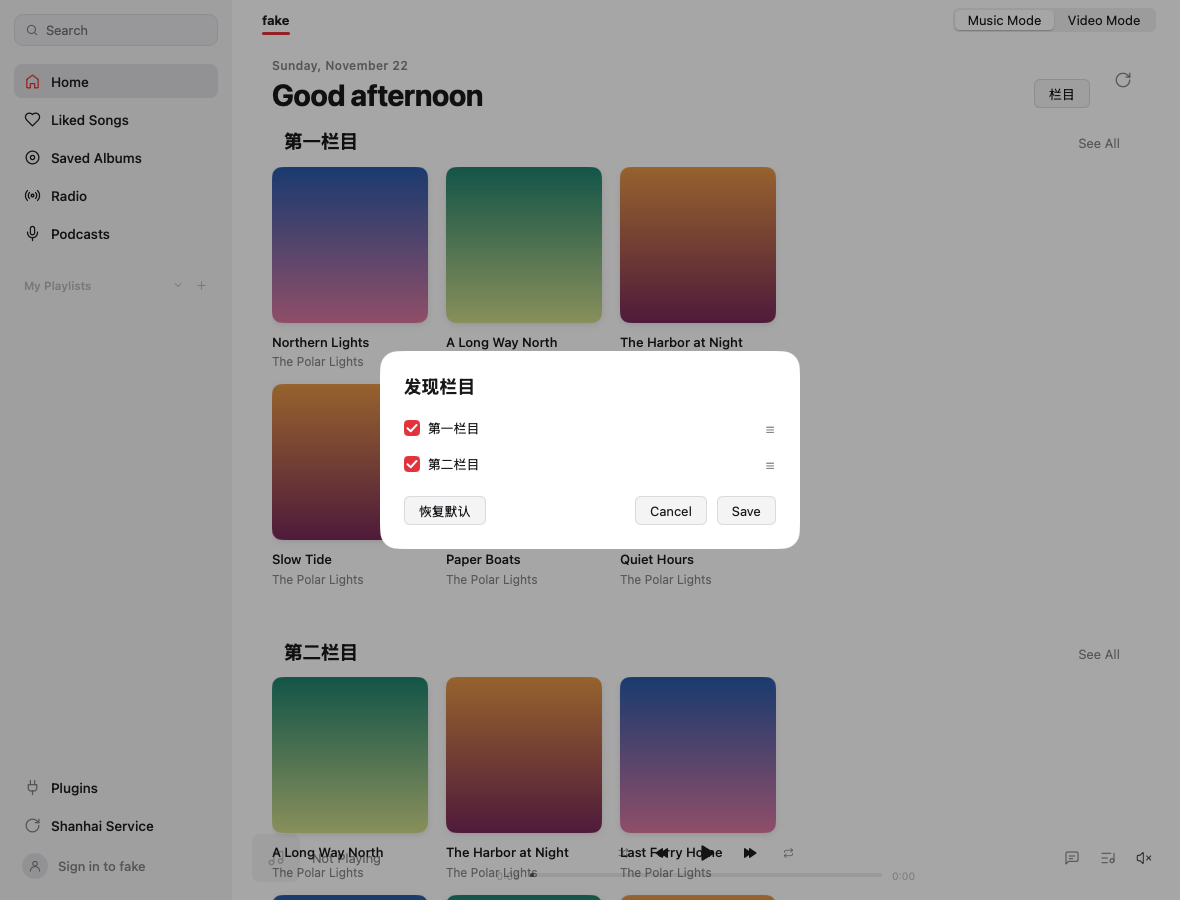 Search
Home
Liked Songs
Saved Albums
Radio
Podcasts
My Playlists
Plugins
Shanhai Service
Sign in to fake
fake
Music Mode
Video Mode
Sunday, November 22
Good afternoon
栏目
第一栏目
See All
Northern Lights
The Polar Lights
A Long Way North
The Harbor at Night
发现栏目
第一栏目
第二栏目
恢复默认
Cancel
Save
Slow Tide
The Polar Lights
Paper Boats
The Polar Lights
Quiet Hours
The Polar Lights
第二栏目
See All
A Long Way North
The Polar Lights
The Harbor at Night
The Polar Lights
Last Ferry Home
The Polar Lights
Not Playing
0:00